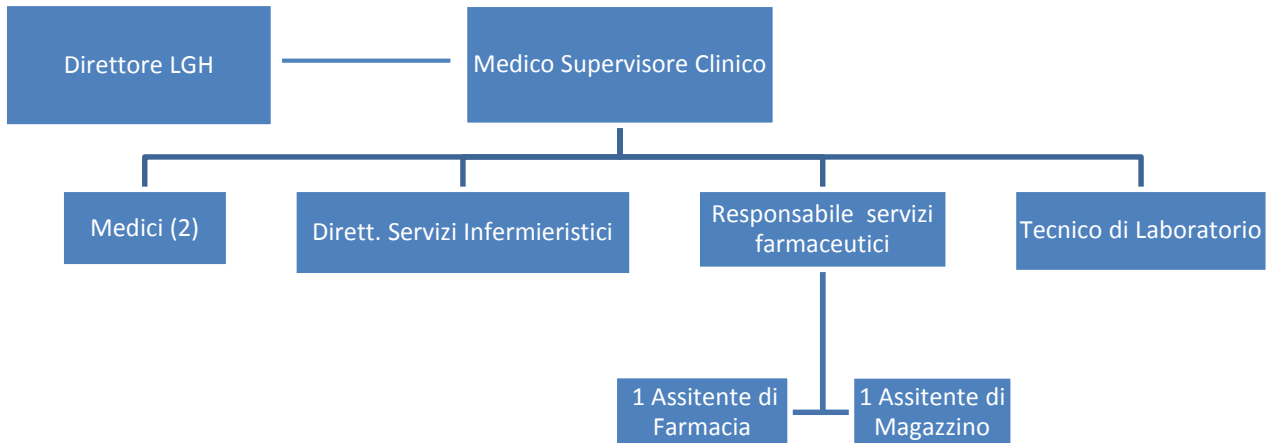 Direttore LGH
Medico Supervisore Clinico
Medici (2)
Dirett. Servizi Infermieristici
Responsabile servizi
farmaceutici
Tecnico di Laboratorio
1 Assitente di
Farmacia
1 Assitente di
Magazzino